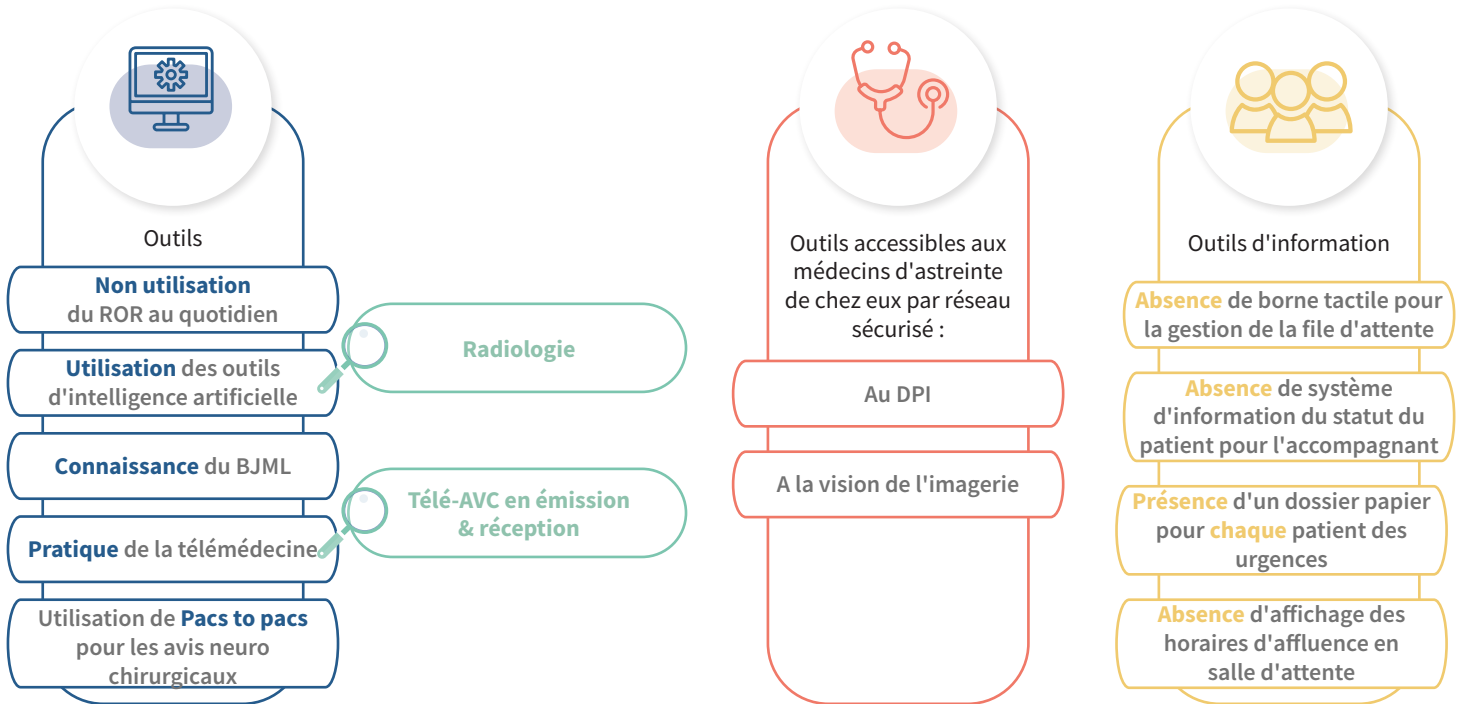 Outils
Non utilisation
du ROR au quotidien
Utilisation des outils
d'intelligence artificielle
Connaissance du BJML
Pratique de la télémédecine
Utilisation de Pacs to pacs
pour les avis neuro
chirurgicaux
Radiologie
Télé-AVC en émission
& réception
Outils accessibles aux
médecins d'astreinte
de chez eux par réseau
sécurisé :
Au DPI
A la vision de l'imagerie
Outils d'information
Absence de borne tactile pour
la gestion de la file d'attente
Absence de système
d'information du statut du
patient pour l'accompagnant
Présence d'un dossier papier
pour chaque patient des
urgences
Absence d'affichage des
horaires d'affluence en
salle d'attente